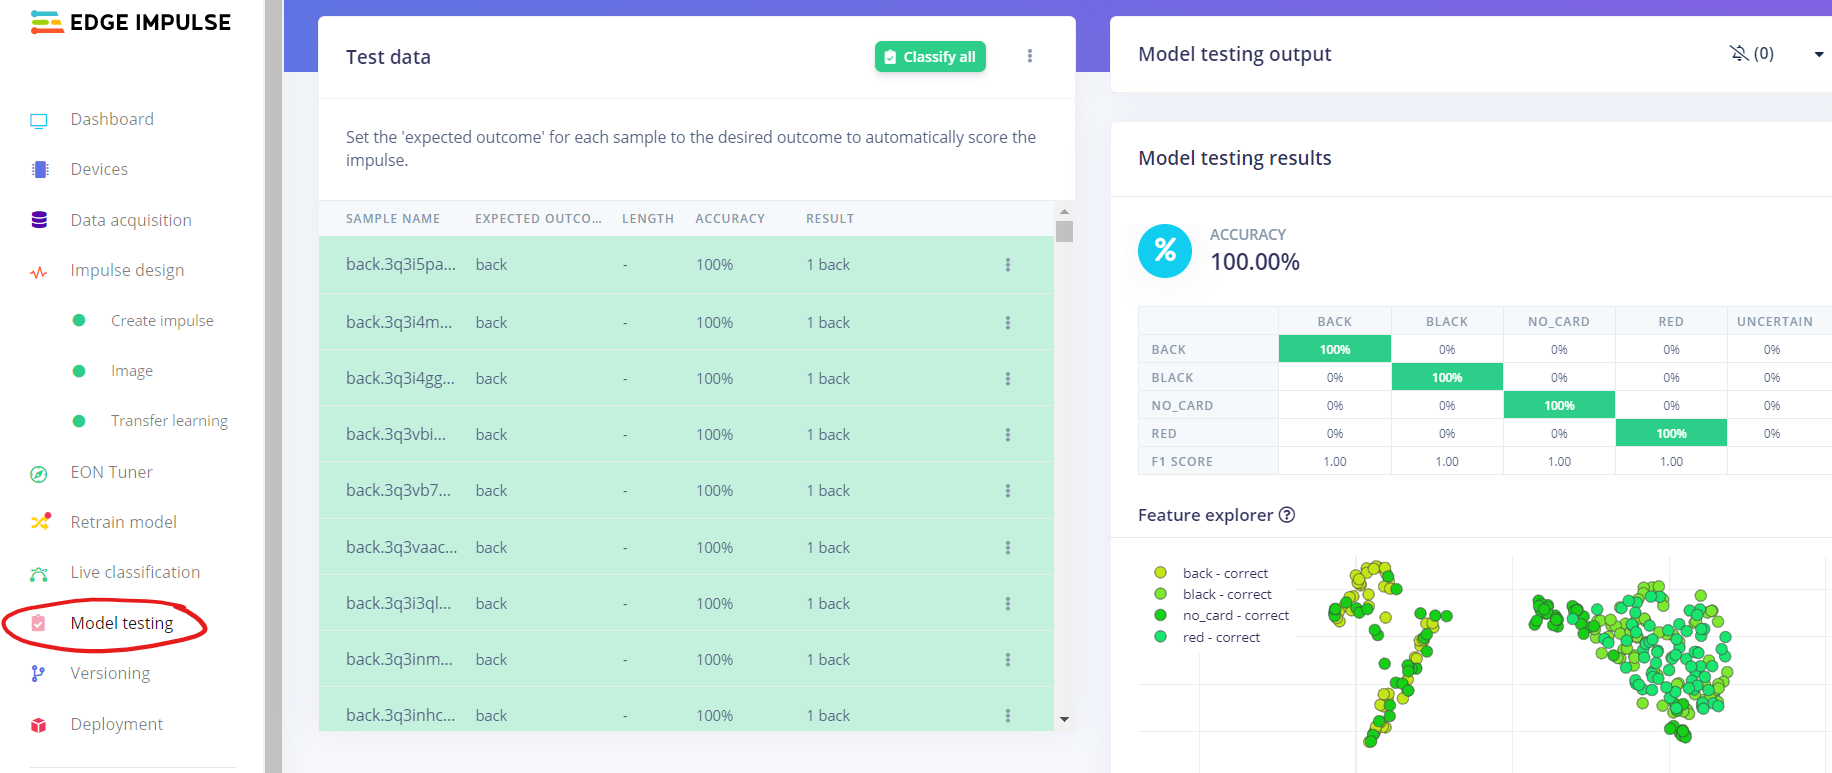 EDGE IMPULSE
Dashboard
Devices
Data acquisition
Impulse design
Create impulse
Image
Transfer learning
EON Tuner
Retrain model
Live classification
Model testing
Versioning
Deployment
Test data
Classify all
Set the 'expected outcome' for each sample to the desired outcome to automatically score the
impulse.
SAMPLE NAME EXPECTED OUTCO... LENGTH ACCURACY RESULT
back.3q3i5pa... back - 100% 1 back
back.3q3i4m... back - 100% 1 back
back.3q3i4gg... back - 100% 1 back
back.3q3vbi... back - 100% 1 back
back.3q3vb7... back - 100% 1 back
back.3q3vaac... back - 100% 1 back
back.3q3i3ql... back - 100% 1 back
back.3q3inm... back - 100% 1 back
back.3q3inhc... back - 100% 1 back
Model testing output
(0)
Model testing results
%
ACCURACY
100.00%
BACK BLACK NO_CARD RED UNCERTAIN
BACK 100% 0% 0% 0% 0%
BLACK 0% 100% 0% 0% 0%
NO_CARD 0% 0% 100% 0% 0%
RED 0% 0% 0% 100% 0%
F1 SCORE 1.00 1.00 1.00 1.00
Feature explorer ?
back - correct
black - correct
no_card - correct
red - correct